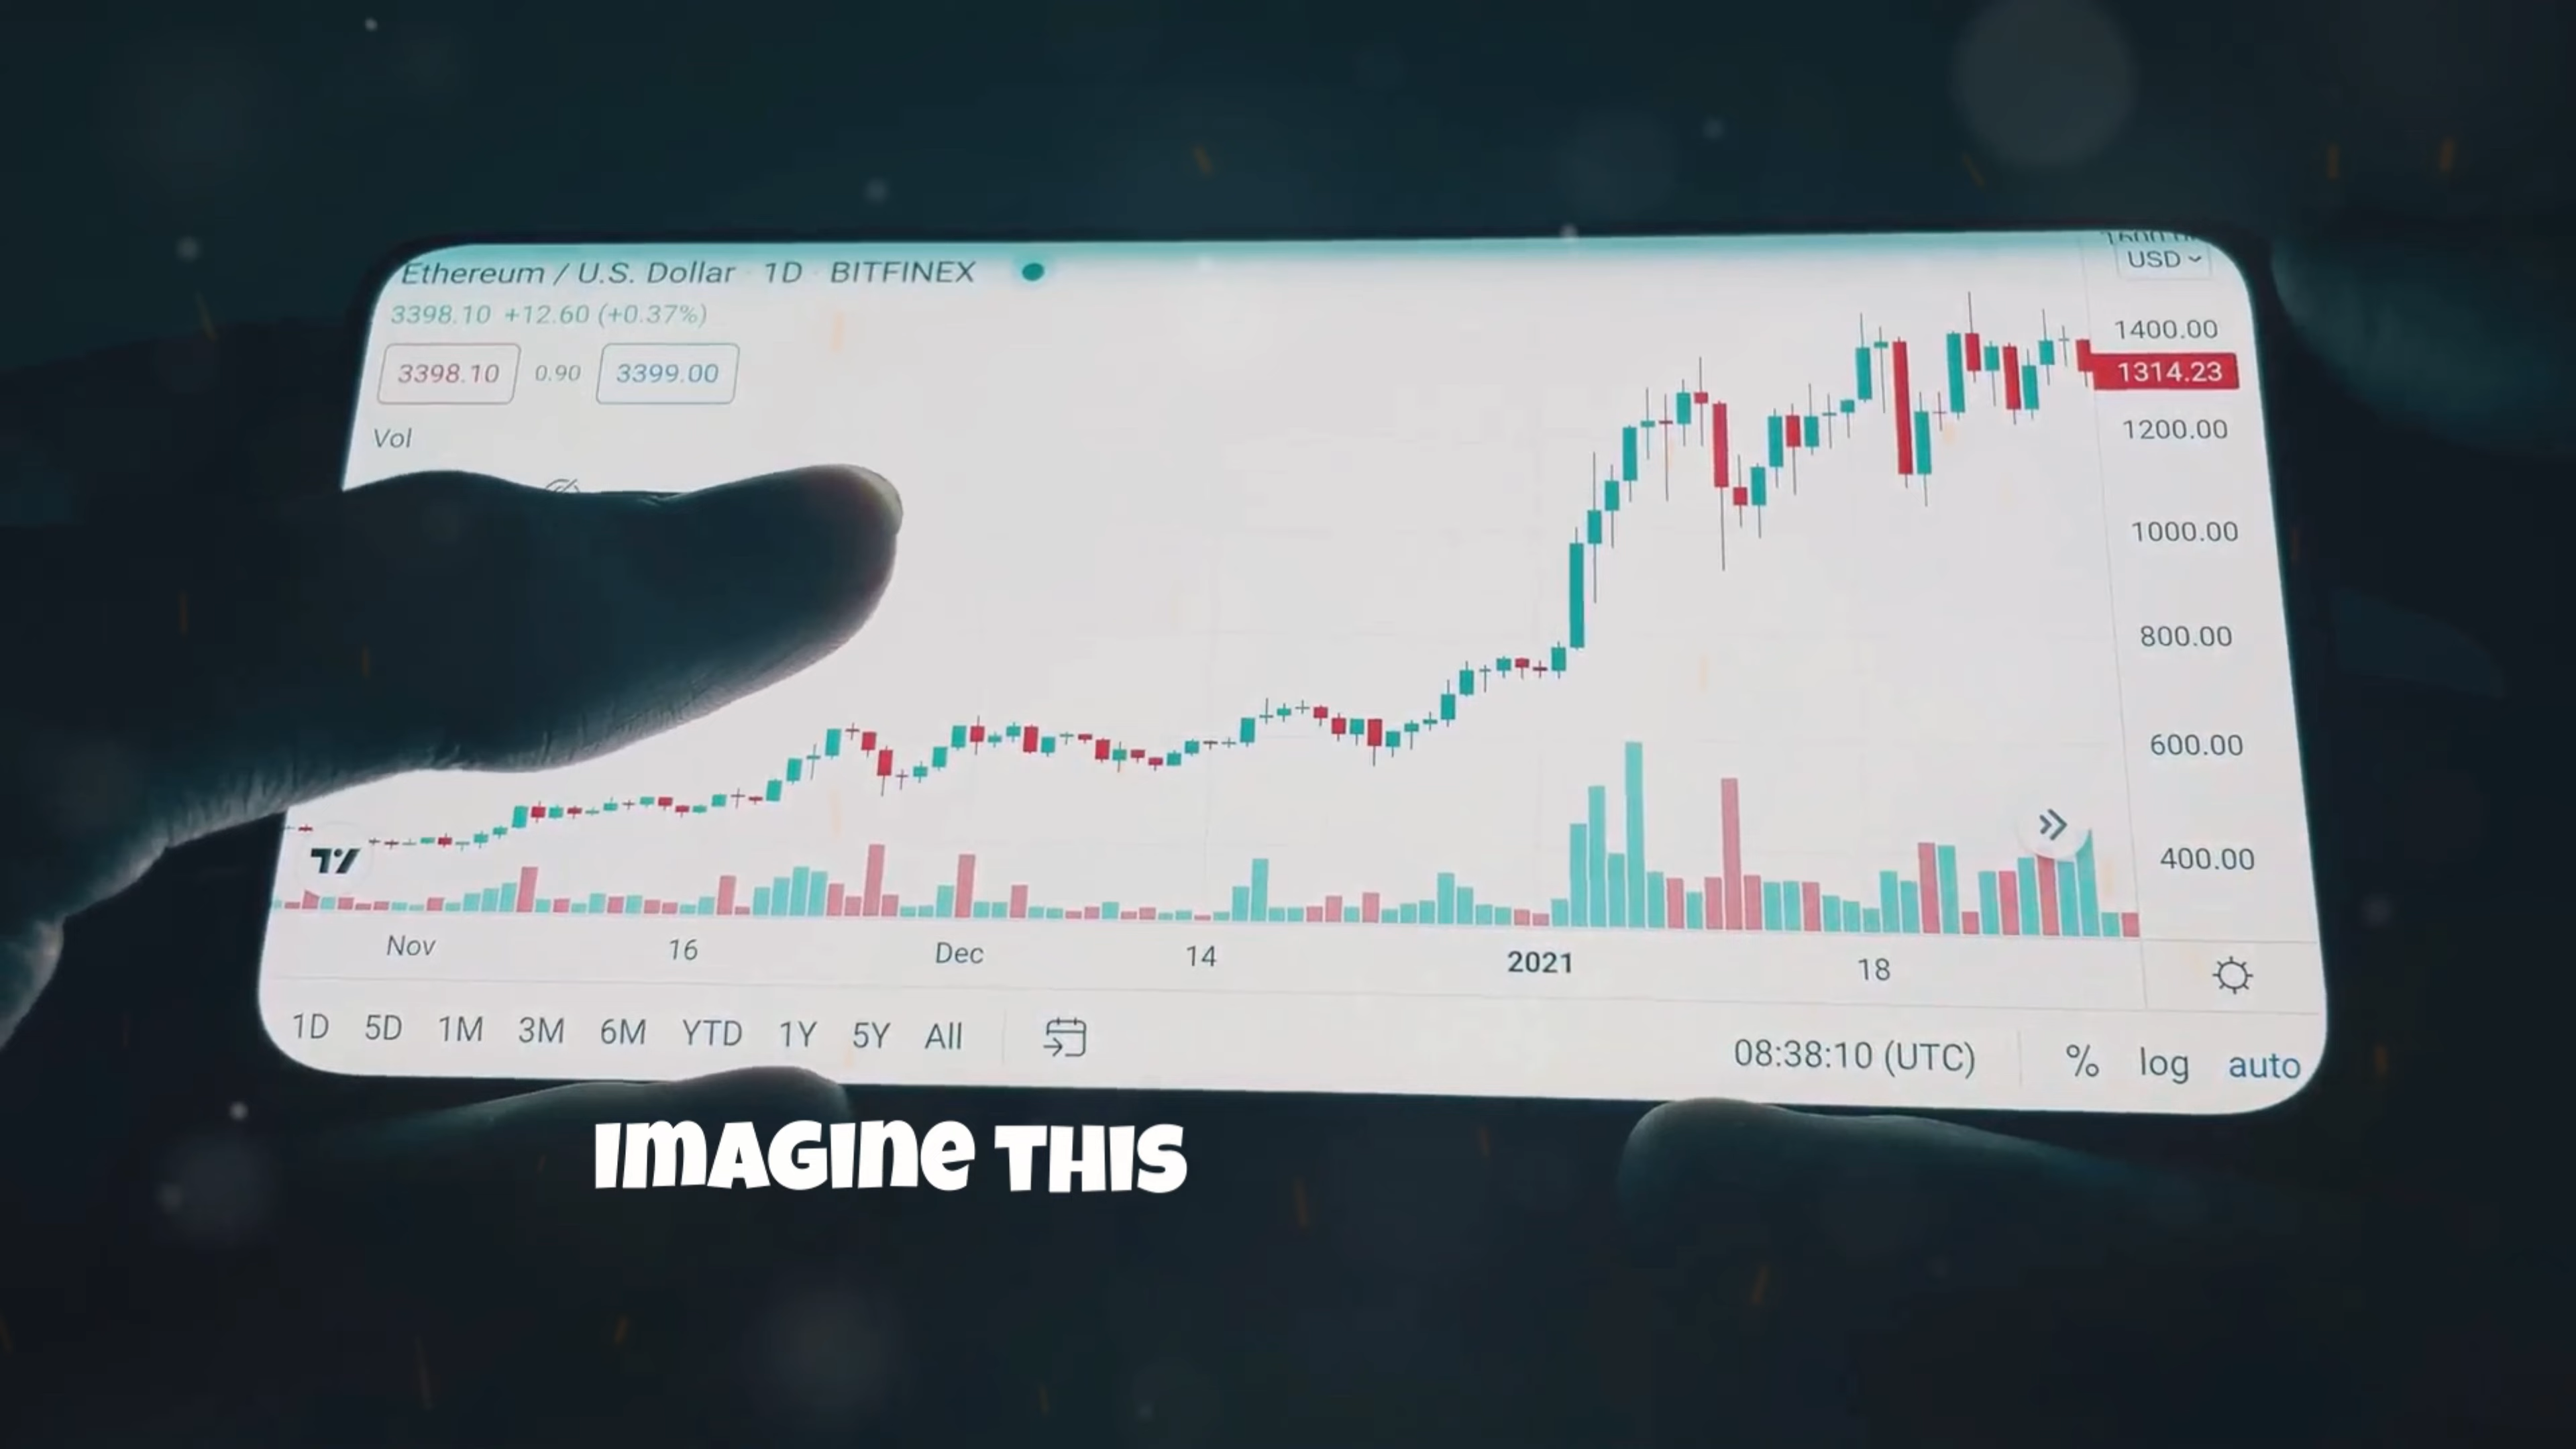 Ethereum / U.S. Dollar · 1D · BITFINEX
USD
3398.10 +12.60 (+0.37%)
3398.10 0.90 3399.00
Vol
1400.00
1314.23
1200.00
1000.00
800.00
600.00
400.00
Nov 16 Dec 14 2021 18
1D 5D 1M 3M 6M YTD 1Y 5Y All
08:38:10 (UTC) % log auto
IMAGINE THIS